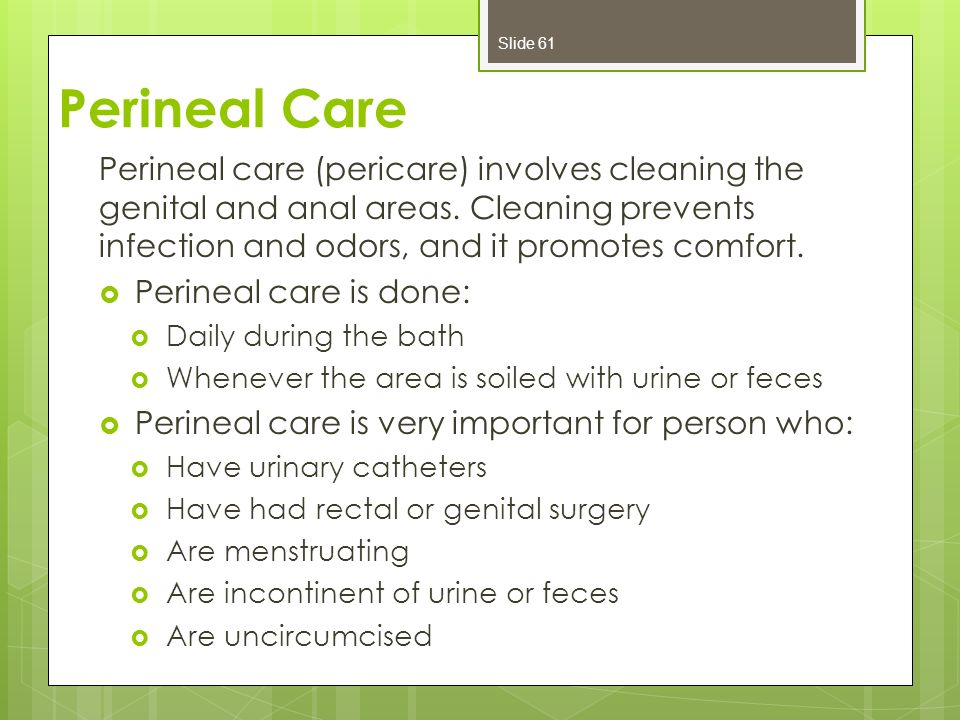 Slide 61
Perineal Care
Perineal care (pericare) involves cleaning the
genital and anal areas. Cleaning prevents
infection and odors, and it promotes comfort.
Perineal care is done:
Daily during the bath
Whenever the area is soiled with urine or feces
Perineal care is very important for person who:
Have urinary catheters
Have had rectal or genital surgery
Are menstruating
Are incontinent of urine or feces
Are uncircumcised